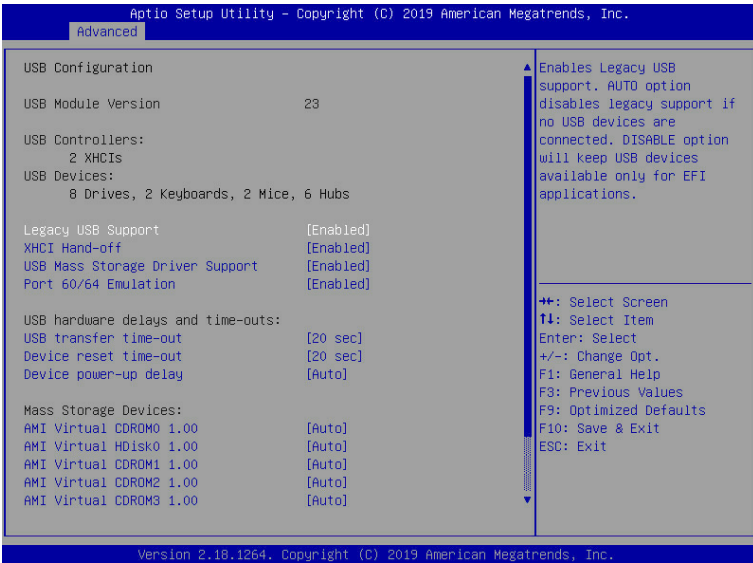 Aptio Setup Utility – Copyright (C) 2019 American Megatrends, Inc.
Advanced
USB Configuration
USB Module Version 23
USB Controllers:
2 XHCIs
USB Devices:
8 Drives, 2 Keyboards, 2 Mice, 6 Hubs
Legacy USB Support [Enabled]
XHCI Hand-off [Enabled]
USB Mass Storage Driver Support [Enabled]
Port 60/64 Emulation [Enabled]
USB hardware delays and time-outs:
USB transfer time-out [20 sec]
Device reset time-out [20 sec]
Device power-up delay [Auto]
Mass Storage Devices:
AMI Virtual CDROM0 1.00 [Auto]
AMI Virtual HDisk0 1.00 [Auto]
AMI Virtual CDROM1 1.00 [Auto]
AMI Virtual CDROM2 1.00 [Auto]
AMI Virtual CDROM3 1.00 [Auto]
Enables Legacy USB
support. AUTO option
disables legacy support if
no USB devices are
connected. DISABLE option
will keep USB devices
available only for EFI
applications.
→←: Select Screen
↑↓: Select Item
Enter: Select
+/-: Change Opt.
F1: General Help
F3: Previous Values
F9: Optimized Defaults
F10: Save & Exit
ESC: Exit
Version 2.18.1264. Copyright (C) 2019 American Megatrends, Inc.